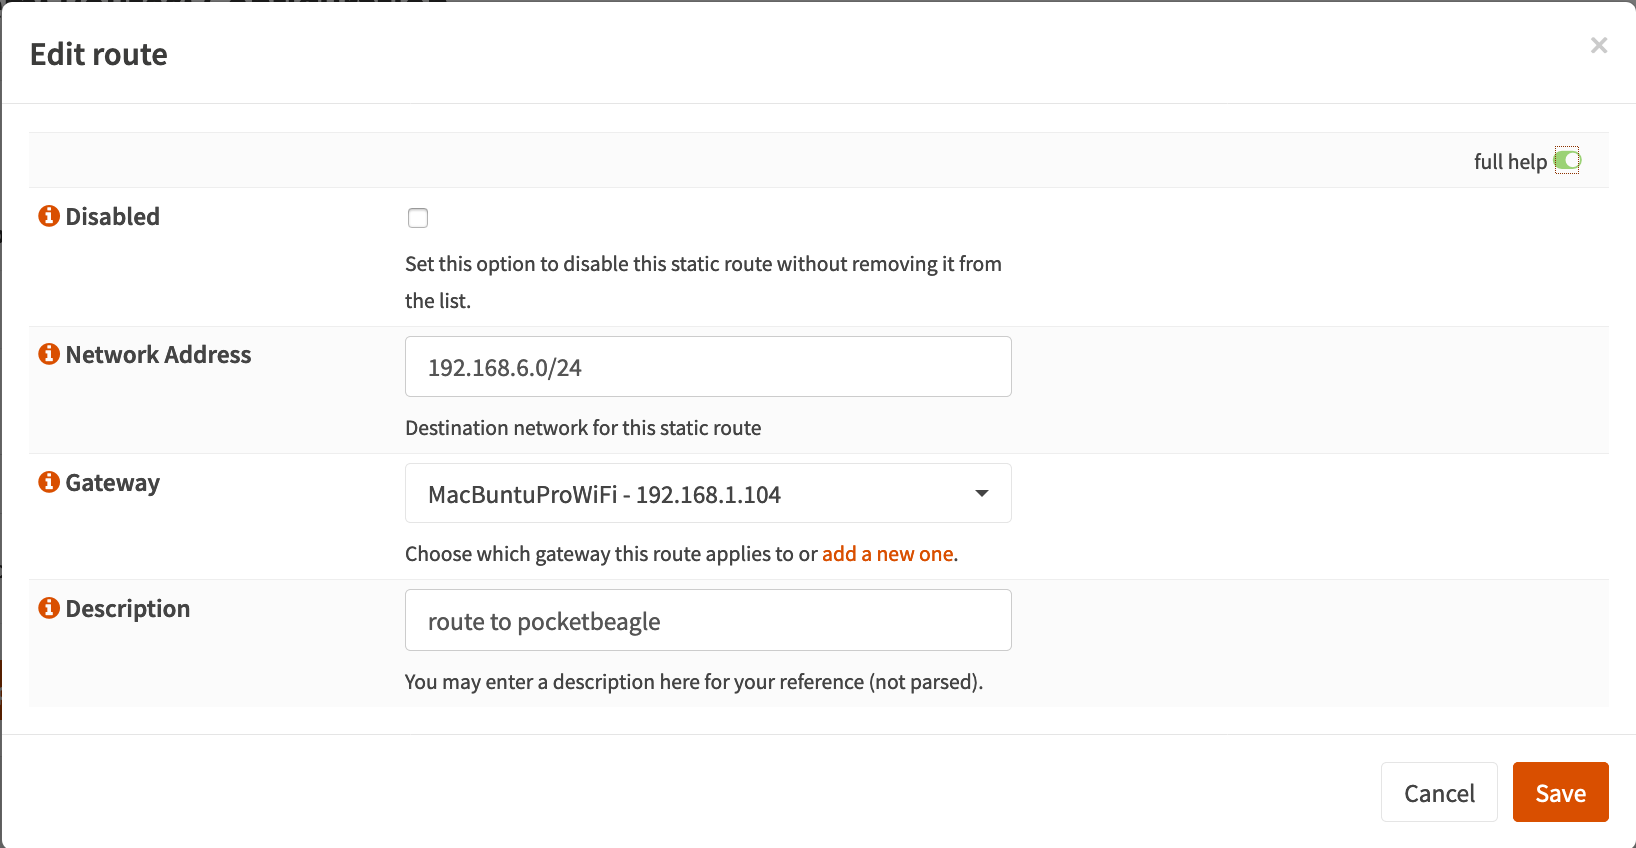 Edit route
full help
Disabled
Set this option to disable this static route without removing it from
the list.
Network Address
192.168.6.0/24
Destination network for this static route
Gateway
MacBuntuProWiFi - 192.168.1.104
Choose which gateway this route applies to or add a new one.
Description
route to pocketbeagle
You may enter a description here for your reference (not parsed).
Cancel
Save